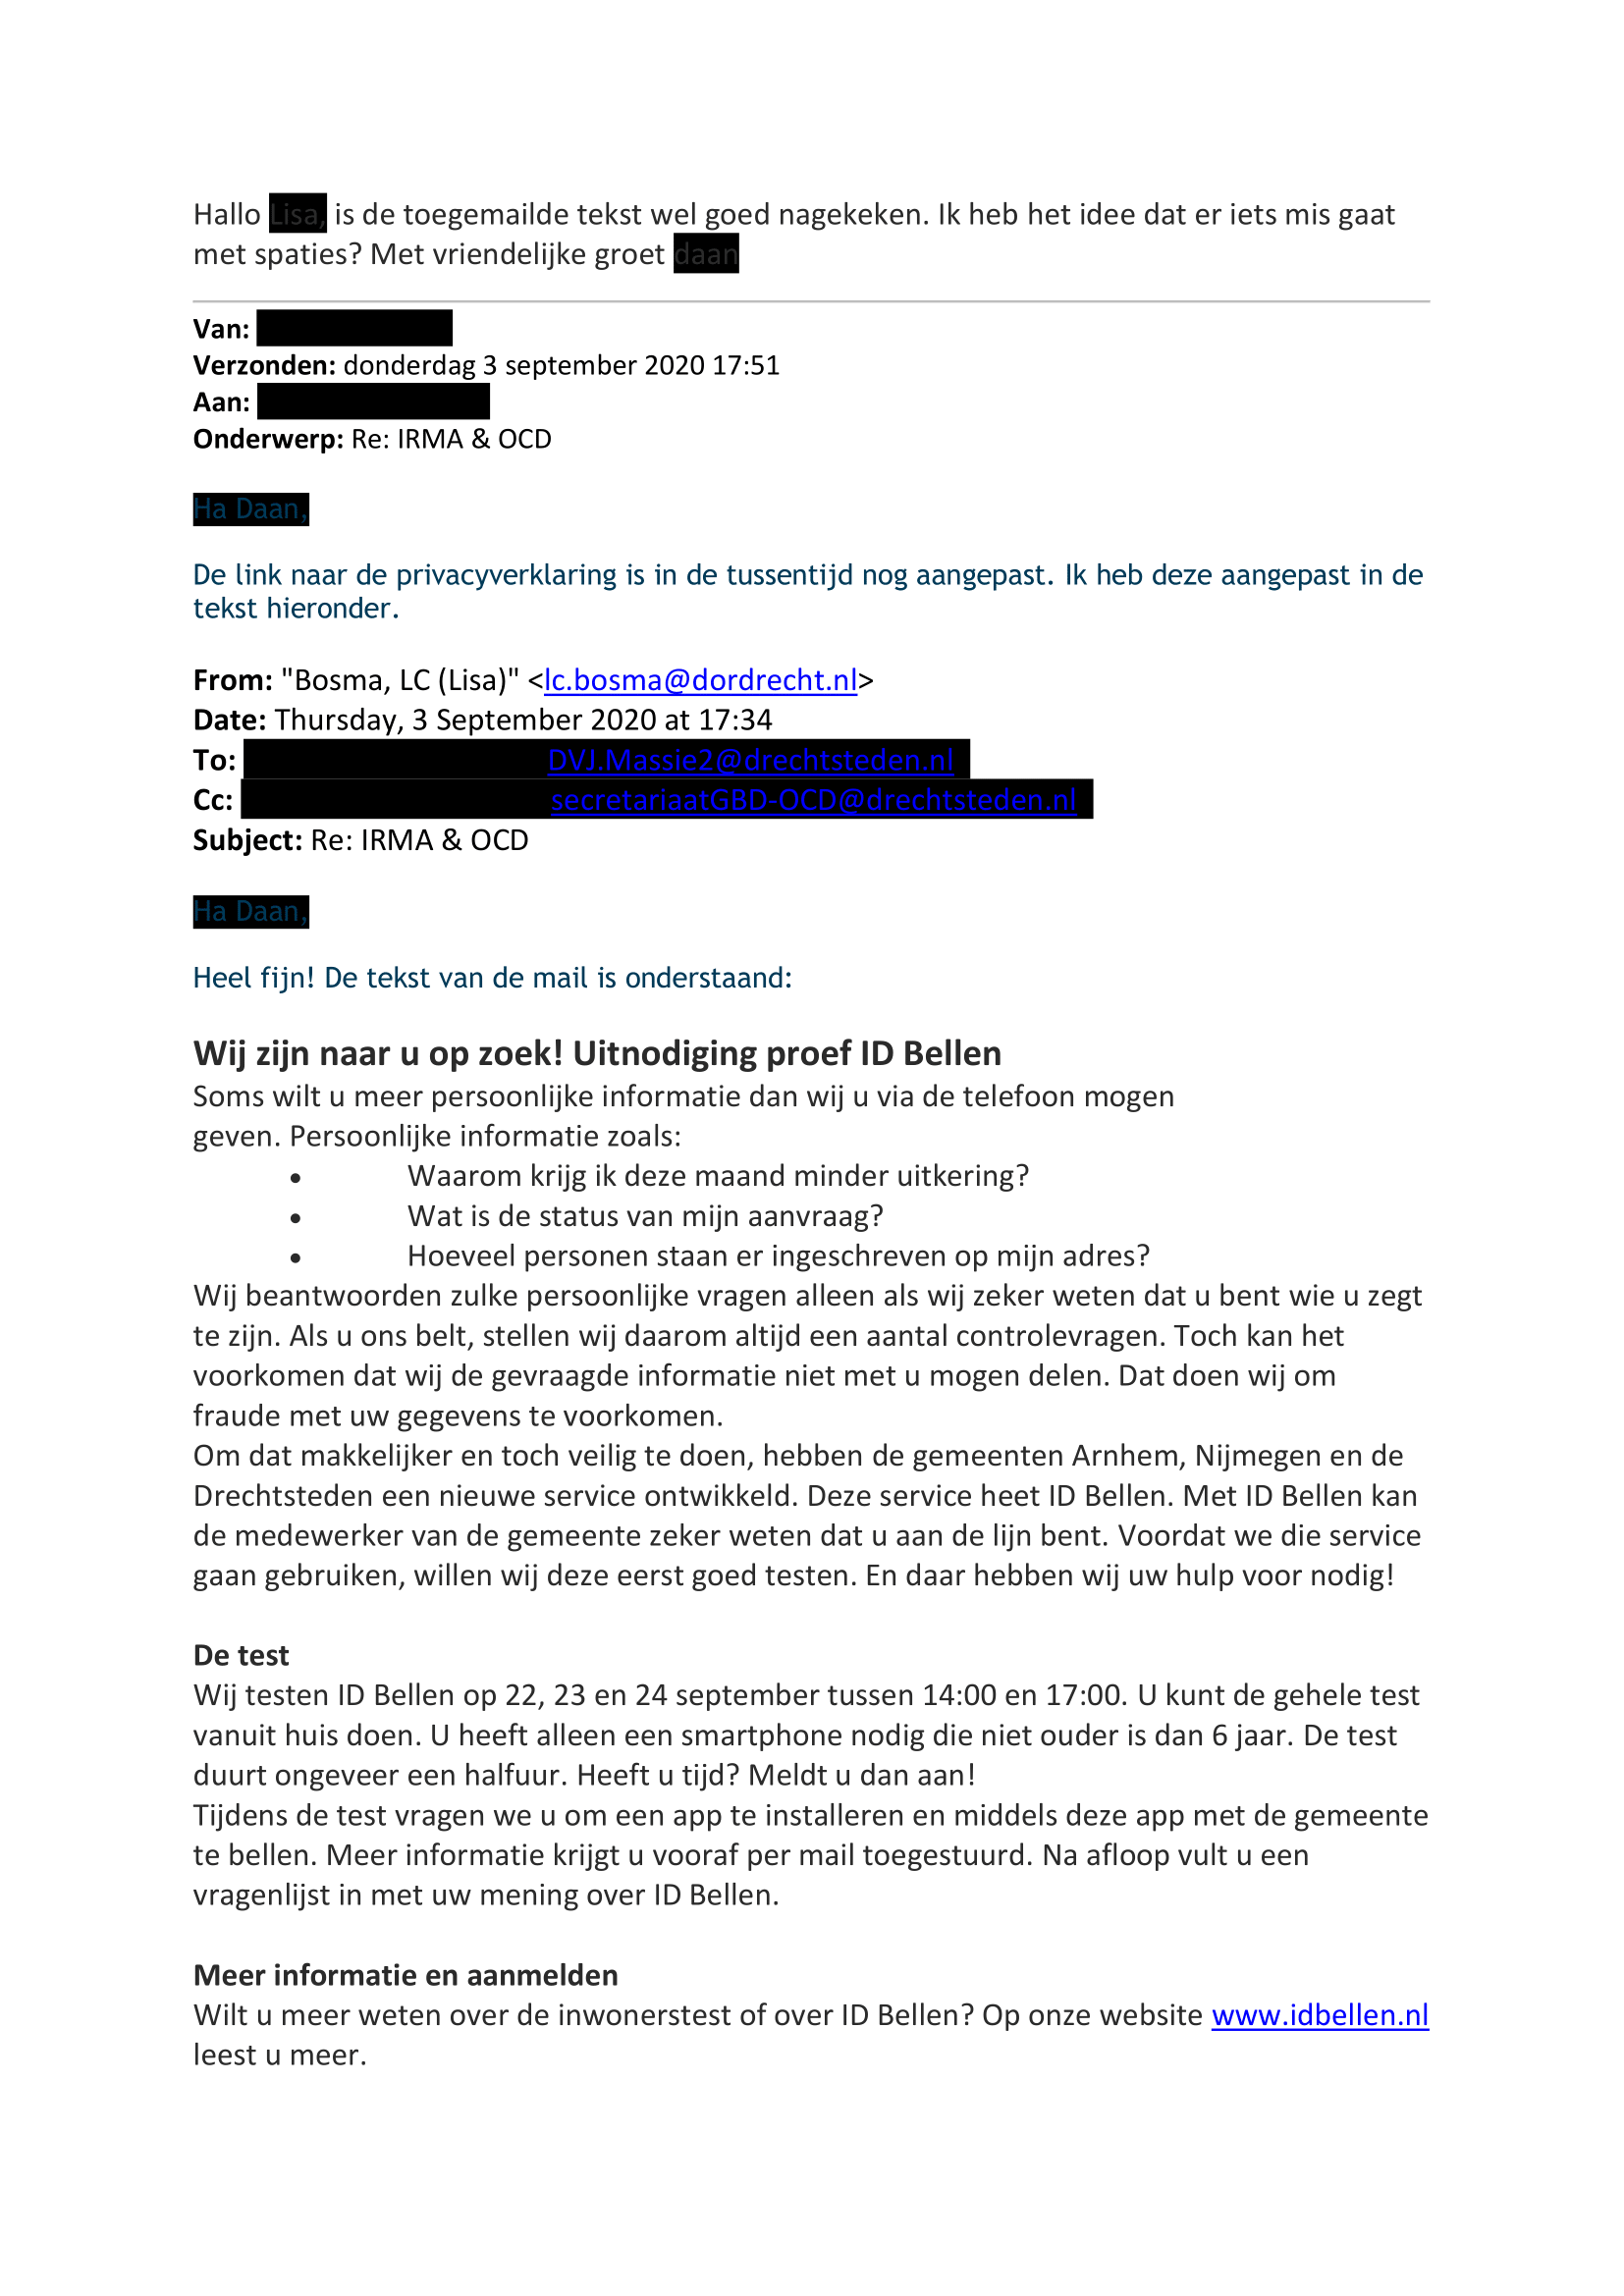 Hallo Lisa, is de toegemailde tekst wel goed nagekeken. Ik heb het idee dat er iets mis gaat
met spaties? Met vriendelijke groet daan
Van:
Verzonden: donderdag 3 september 2020 17:51
Aan:
Onderwerp: Re: IRMA & OCD
Ha Daan,
De link naar de privacyverklaring is in de tussentijd nog aangepast. Ik heb deze aangepast in de
tekst hieronder.
From: "Bosma, LC (Lisa)" <lc.bosma@dordrecht.nl>
Date: Thursday, 3 September 2020 at 17:34
To: DVJ.Massie2@drechtsteden.nl
Cc: secretariaatGBD-OCD@drechtsteden.nl
Subject: Re: IRMA & OCD
Ha Daan,
Heel fijn! De tekst van de mail is onderstaand:
Wij zijn naar u op zoek! Uitnodiging proef ID Bellen
Soms wilt u meer persoonlijke informatie dan wij u via de telefoon mogen
geven. Persoonlijke informatie zoals:
• Waarom krijg ik deze maand minder uitkering?
• Wat is de status van mijn aanvraag?
• Hoeveel personen staan er ingeschreven op mijn adres?
Wij beantwoorden zulke persoonlijke vragen alleen als wij zeker weten dat u bent wie u zegt
te zijn. Als u ons belt, stellen wij daarom altijd een aantal controlevragen. Toch kan het
voorkomen dat wij de gevraagde informatie niet met u mogen delen. Dat doen wij om
fraude met uw gegevens te voorkomen.
Om dat makkelijker en toch veilig te doen, hebben de gemeenten Arnhem, Nijmegen en de
Drechtsteden een nieuwe service ontwikkeld. Deze service heet ID Bellen. Met ID Bellen kan
de medewerker van de gemeente zeker weten dat u aan de lijn bent. Voordat we die service
gaan gebruiken, willen wij deze eerst goed testen. En daar hebben wij uw hulp voor nodig!
De test
Wij testen ID Bellen op 22, 23 en 24 september tussen 14:00 en 17:00. U kunt de gehele test
vanuit huis doen. U heeft alleen een smartphone nodig die niet ouder is dan 6 jaar. De test
duurt ongeveer een halfuur. Heeft u tijd? Meldt u dan aan!
Tijdens de test vragen we u om een app te installeren en middels deze app met de gemeente
te bellen. Meer informatie krijgt u vooraf per mail toegestuurd. Na afloop vult u een
vragenlijst in met uw mening over ID Bellen.
Meer informatie en aanmelden
Wilt u meer weten over de inwonerstest of over ID Bellen? Op onze website www.idbellen.nl
leest u meer.